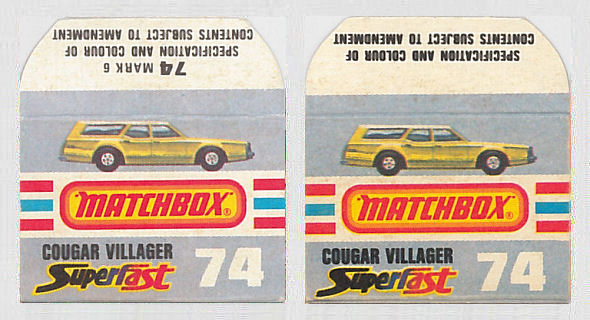 74 MARK 6
SPECIFICATION AND COLOUR OF
CONTENTS SUBJECT TO AMENDMENT
"MATCHBOX"®
COUGAR VILLAGER
Superfast
74
SPECIFICATION AND COLOUR OF
CONTENTS SUBJECT TO AMENDMENT
"MATCHBOX"®
COUGAR VILLAGER
Superfast
74